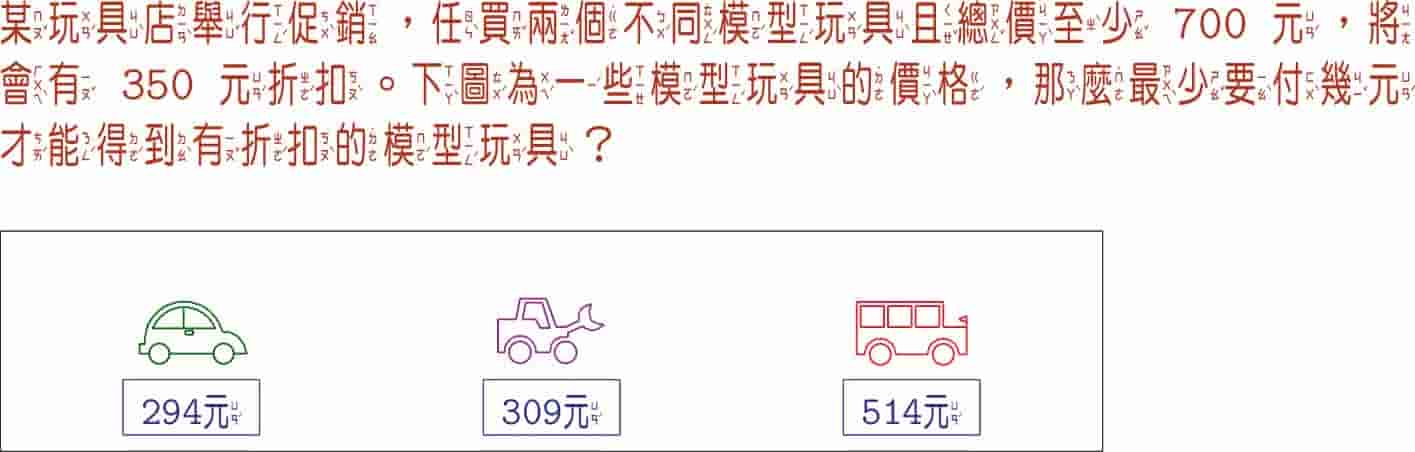 某玩具店舉行促銷，任買兩個不同模型玩具且總價至少 700 元，將
會有 350 元折扣。下圖為一些模型玩具的價格，那麼最少要付幾元
才能得到有折扣的模型玩具？
294元 309元 514元